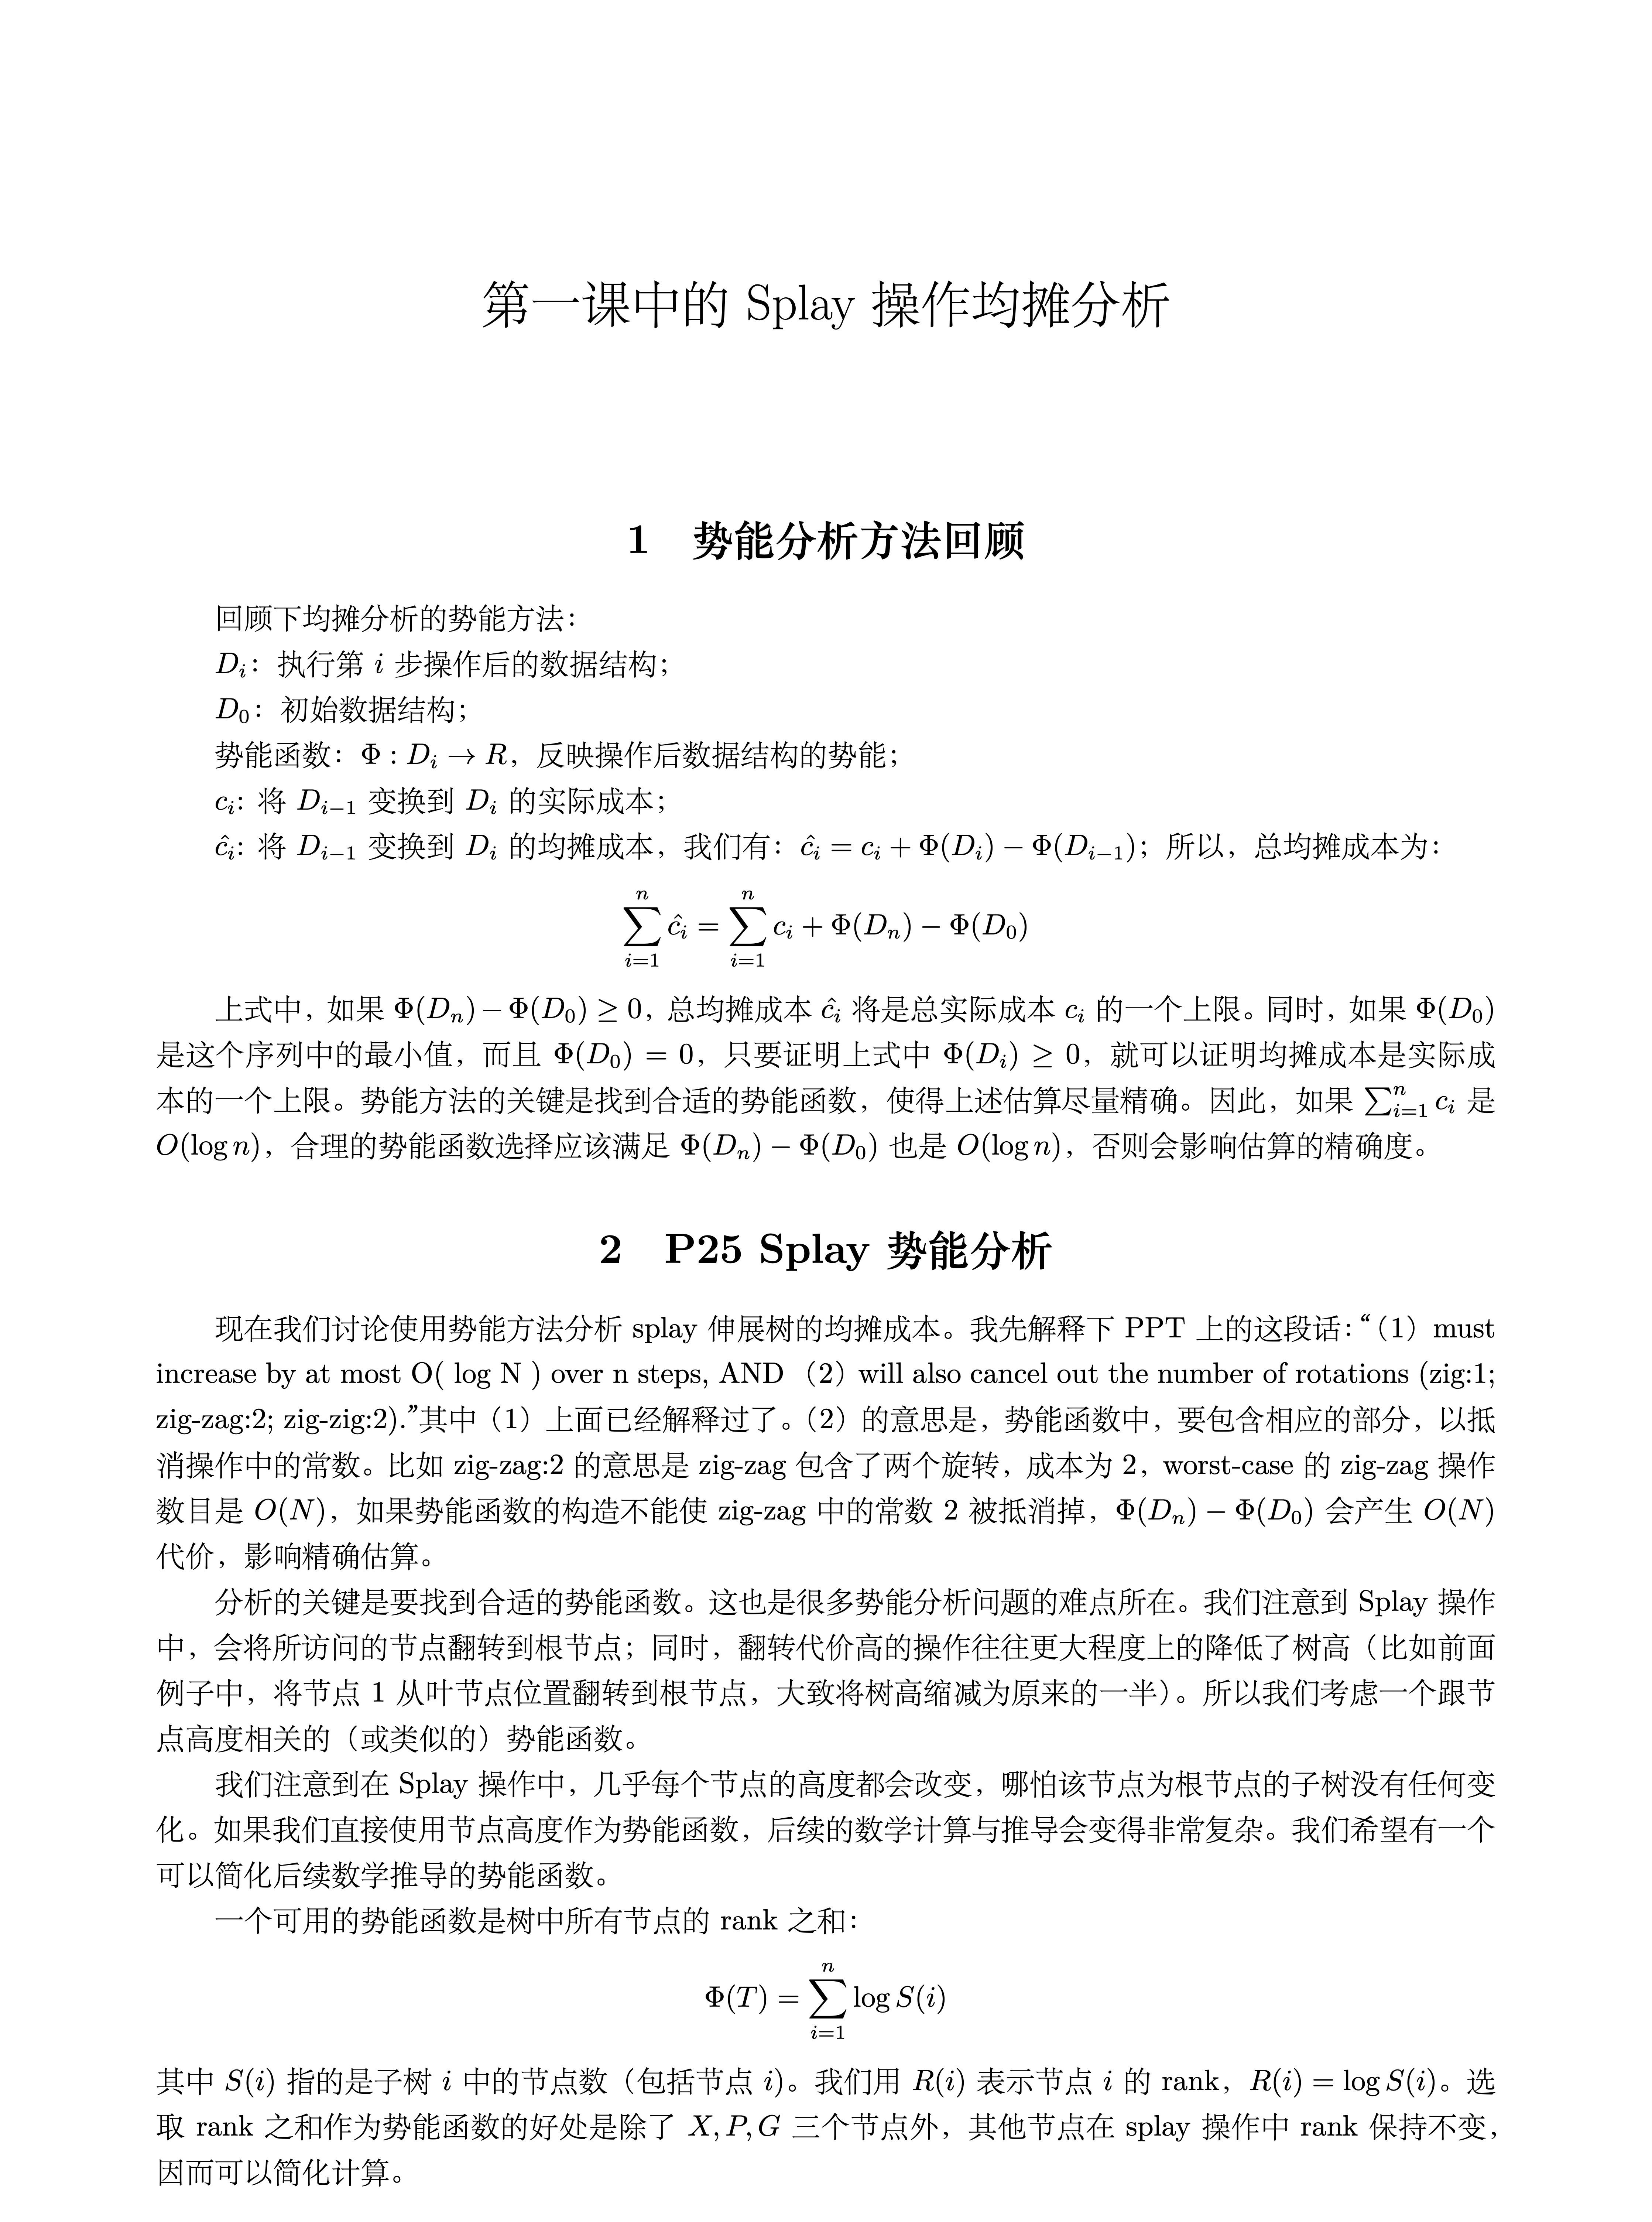 第一课中的 Splay 操作均摊分析
1 势能分析方法回顾
回顾下均摊分析的势能方法：
$D_i$：执行第 $i$ 步操作后的数据结构；
$D_0$：初始数据结构；
势能函数：$\Phi : D_i \to R$，反映操作后数据结构的势能；
$c_i$: 将 $D_{i-1}$ 变换到 $D_i$ 的实际成本；
$\hat{c}_i$: 将 $D_{i-1}$ 变换到 $D_i$ 的均摊成本，我们有：$\hat{c}_i = c_i + \Phi(D_i) - \Phi(D_{i-1})$；所以，总均摊成本为：
$\sum_{i=1}^{n} \hat{c}_i = \sum_{i=1}^{n} c_i + \Phi(D_n) - \Phi(D_0)$
上式中，如果 $\Phi(D_n) - \Phi(D_0) \geq 0$，总均摊成本 $\hat{c}_i$ 将是总实际成本 $c_i$ 的一个上限。同时，如果 $\Phi(D_0)$
是这个序列中的最小值，而且 $\Phi(D_0) = 0$，只要证明上式中 $\Phi(D_i) \geq 0$，就可以证明均摊成本是实际成
本的一个上限。势能方法的关键是找到合适的势能函数，使得上述估算尽量精确。因此，如果 $\sum_{i=1}^{n} c_i$ 是
$O(\log n)$，合理的势能函数选择应该满足 $\Phi(D_n) - \Phi(D_0)$ 也是 $O(\log n)$，否则会影响估算的精确度。
2 P25 Splay 势能分析
现在我们讨论使用势能方法分析 splay 伸展树的均摊成本。我先解释下 PPT 上的这段话：“（1）must
increase by at most O( log N ) over n steps, AND （2）will also cancel out the number of rotations (zig:1;
zig-zag:2; zig-zig:2).”其中（1）上面已经解释过了。（2）的意思是，势能函数中，要包含相应的部分，以抵
消操作中的常数。比如 zig-zag:2 的意思是 zig-zag 包含了两个旋转，成本为 2，worst-case 的 zig-zag 操作
数目是 $O(N)$，如果势能函数的构造不能使 zig-zag 中的常数 2 被抵消掉，$\Phi(D_n) - \Phi(D_0)$ 会产生 $O(N)$
代价，影响精确估算。
分析的关键是要找到合适的势能函数。这也是很多势能分析问题的难点所在。我们注意到 Splay 操作
中，会将所访问的节点翻转到根节点；同时，翻转代价高的操作往往更大程度上的降低了树高（比如前面
例子中，将节点 1 从叶节点位置翻转到根节点，大致将树高缩减为原来的一半）。所以我们考虑一个跟节
点高度相关的（或类似的）势能函数。
我们注意到在 Splay 操作中，几乎每个节点的高度都会改变，哪怕该节点为根节点的子树没有任何变
化。如果我们直接使用节点高度作为势能函数，后续的数学计算与推导会变得非常复杂。我们希望有一个
可以简化后续数学推导的势能函数。
一个可用的势能函数是树中所有节点的 rank 之和：
$\Phi(T) = \sum_{i=1}^{n} \log S(i)$
其中 $S(i)$ 指的是子树 $i$ 中的节点数（包括节点 $i$）。我们用 $R(i)$ 表示节点 $i$ 的 rank，$R(i) = \log S(i)$。选
取 rank 之和作为势能函数的好处是除了 $X, P, G$ 三个节点外，其他节点在 splay 操作中 rank 保持不变，
因而可以简化计算。